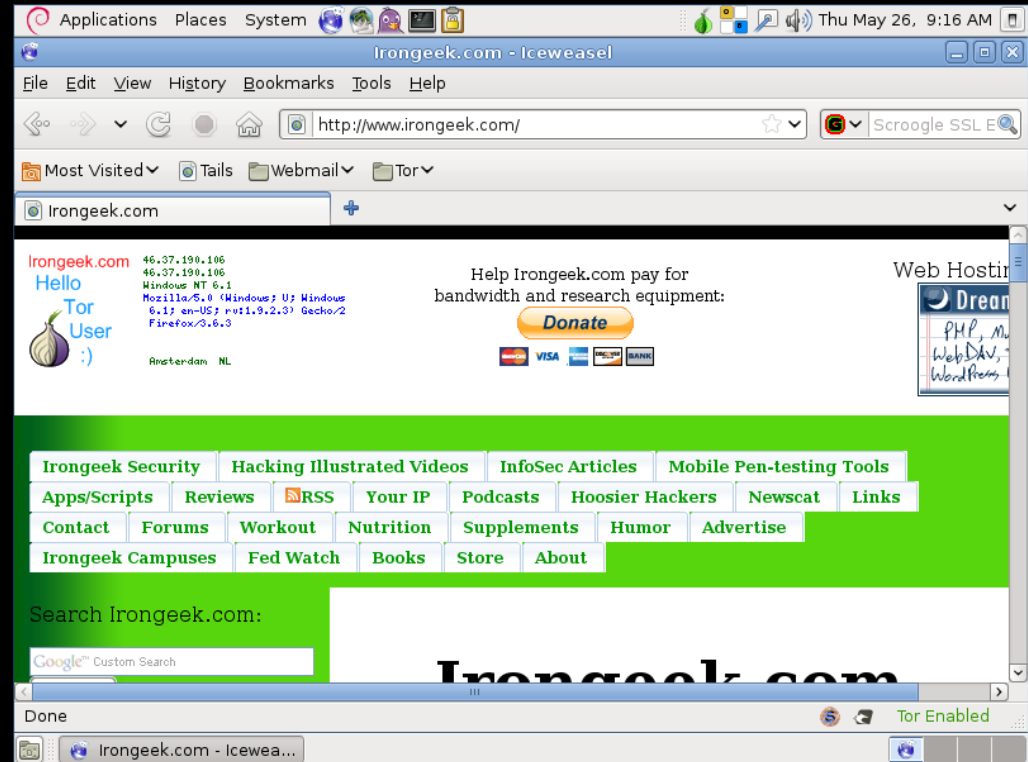 Applications Places System Thu May 26, 9:16 AM
Irongeek.com - Iceweasel
File Edit View History Bookmarks Tools Help
http://www.irongeek.com/ Scroogle SSL E
Most Visited Tails Webmail Tor
Irongeek.com
Irongeek.com
Hello
Tor
User
:)
46.37.190.106
46.37.190.106
Windows NT 6.1
Mozilla/5.0 (Windows; U; Windows
6.1; en-US; rv:1.9.2.3) Gecko/2
Firefox/3.6.3
Amsterdam NL
Help Irongeek.com pay for
bandwidth and research equipment:
Donate
VISA BANK
Web Hostin
Drean
PHP, M
WebDAV,
WordPress
Irongeek Security Hacking Illustrated Videos InfoSec Articles Mobile Pen-testing Tools
Apps/Scripts Reviews RSS Your IP Podcasts Hoosier Hackers Newscat Links
Contact Forums Workout Nutrition Supplements Humor Advertise
Irongeek Campuses Fed Watch Books Store About
Search Irongeek.com:
Google™ Custom Search
Irongeek.com
Done Tor Enabled
Irongeek.com - Icewea...